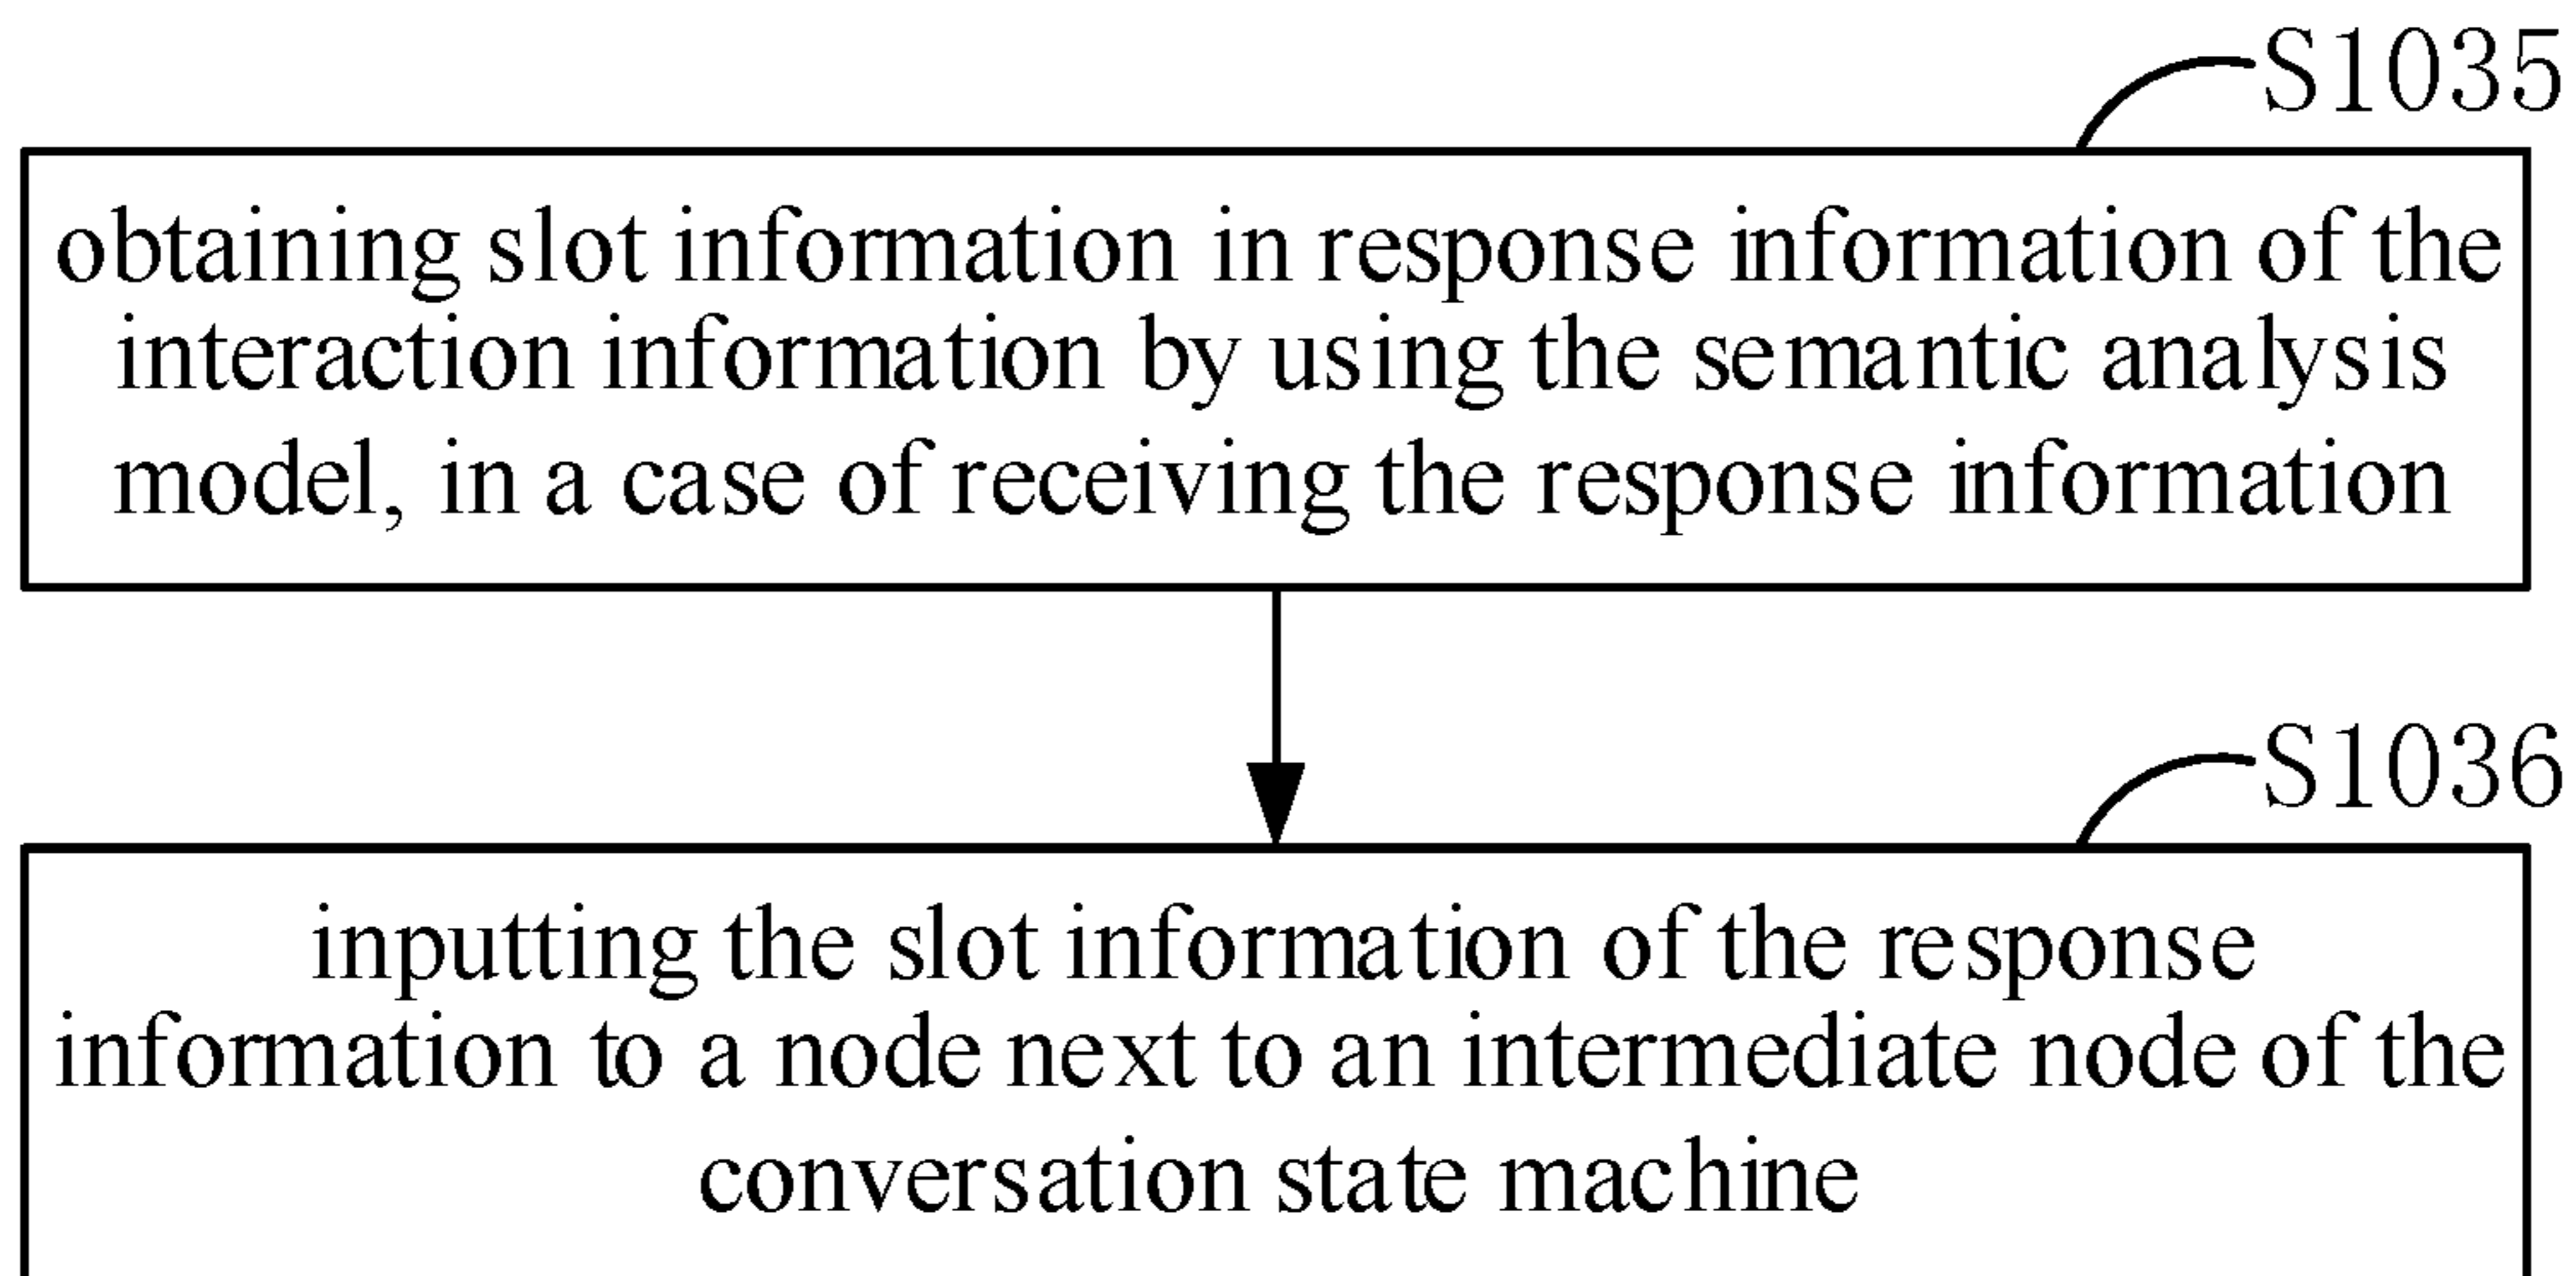 S1035
obtaining slot information in response information of the
interaction information by using the semantic analysis
model, in a case of receiving the response information
S1036
inputting the slot information of the response
information to a node next to an intermediate node of the
conversation state machine